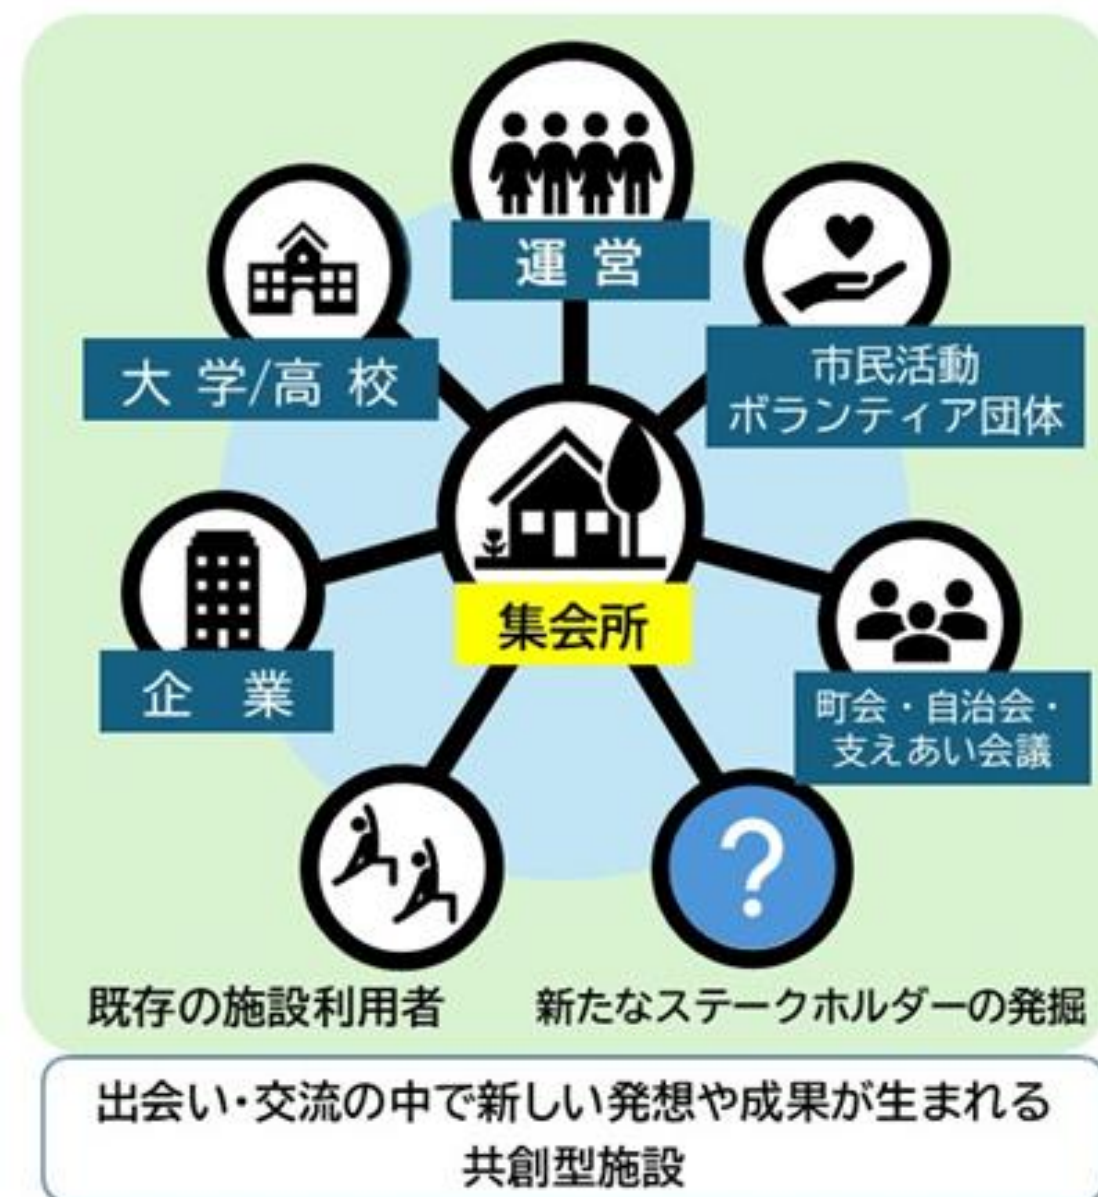 運 営
大 学/高 校
市民活動
ボランティア団体
集会所
企 業
町会・自治会・
支えあい会議
?
既存の施設利用者
新たなステークホルダーの発掘
出会い・交流の中で新しい発想や成果が生まれる
共創型施設